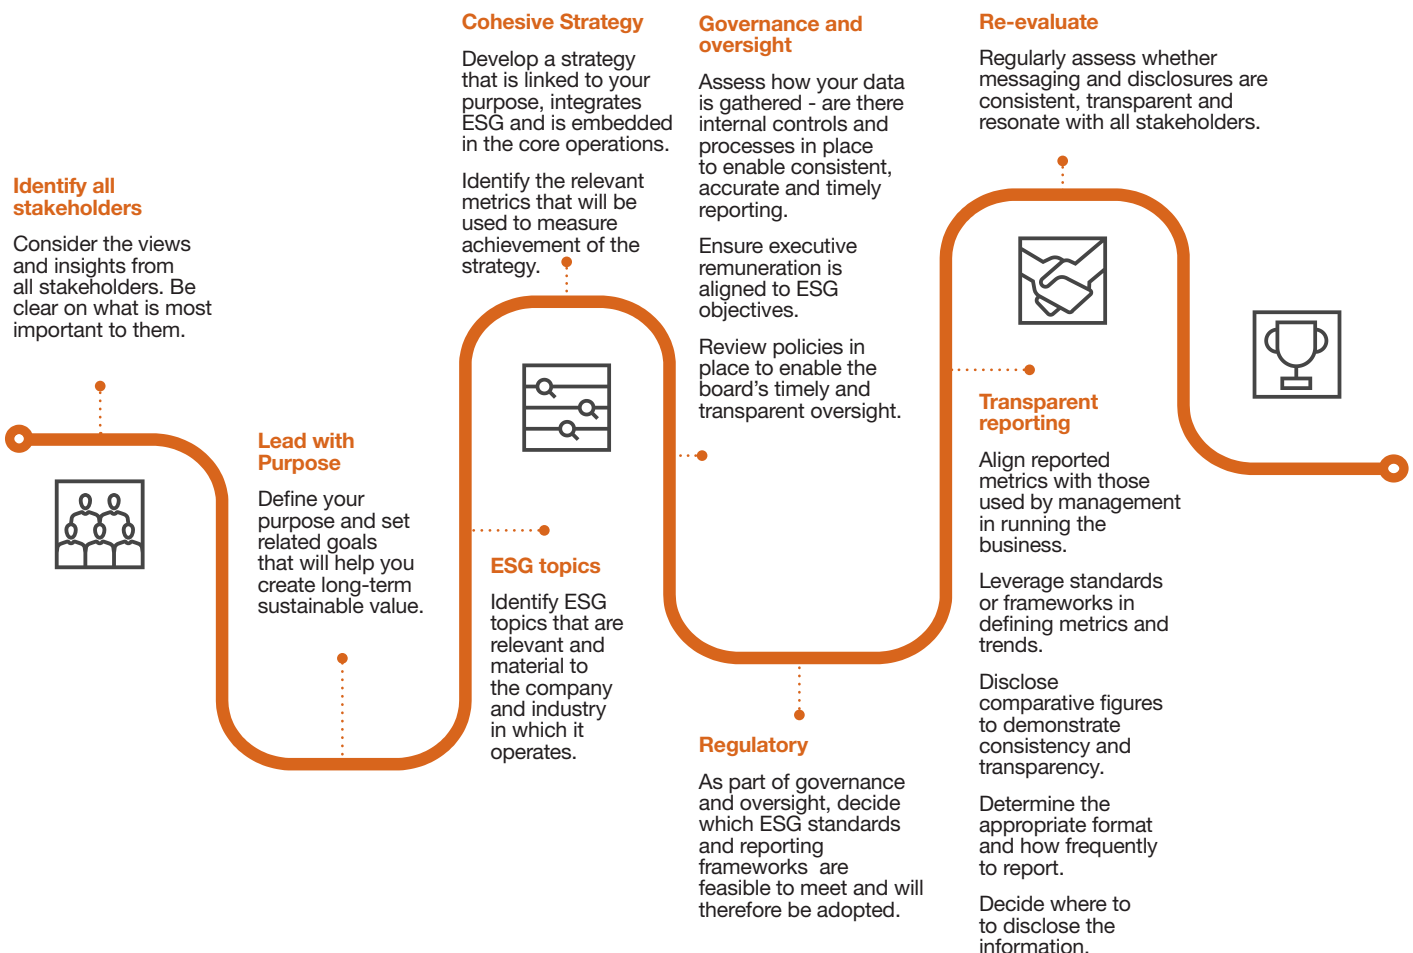 Identify all
stakeholders
Consider the views
and insights from
all stakeholders. Be
clear on what is most
important to them.
Lead with
Purpose
Define your
purpose and set
related goals
that will help you
create long-term
sustainable value.
Cohesive Strategy
Develop a strategy
that is linked to your
purpose, integrates
ESG and is embedded
in the core operations.
Identify the relevant
metrics that will be
used to measure
achievement of the
strategy.
ESG topics
Identify ESG
topics that are
relevant and
material to
the company
and industry
in which it
operates.
Governance and
oversight
Assess how your data
is gathered - are there
internal controls and
processes in place
to enable consistent,
accurate and timely
reporting.
Ensure executive
remuneration is
aligned to ESG
objectives.
Review policies in
place to enable the
board's timely and
transparent oversight.
Regulatory
As part of governance
and oversight, decide
which ESG standards
and reporting
frameworks are
feasible to meet and will
therefore be adopted.
Re-evaluate
Regularly assess whether
messaging and disclosures are
consistent, transparent and
resonate with all stakeholders.
Transparent
reporting
Align reported
metrics with those
used by management
in running the
business.
Leverage standards
or frameworks in
defining metrics and
trends.
Disclose
comparative figures
to demonstrate
consistency and
transparency.
Determine the
appropriate format
and how frequently
to report.
Decide where to
to disclose the
information.